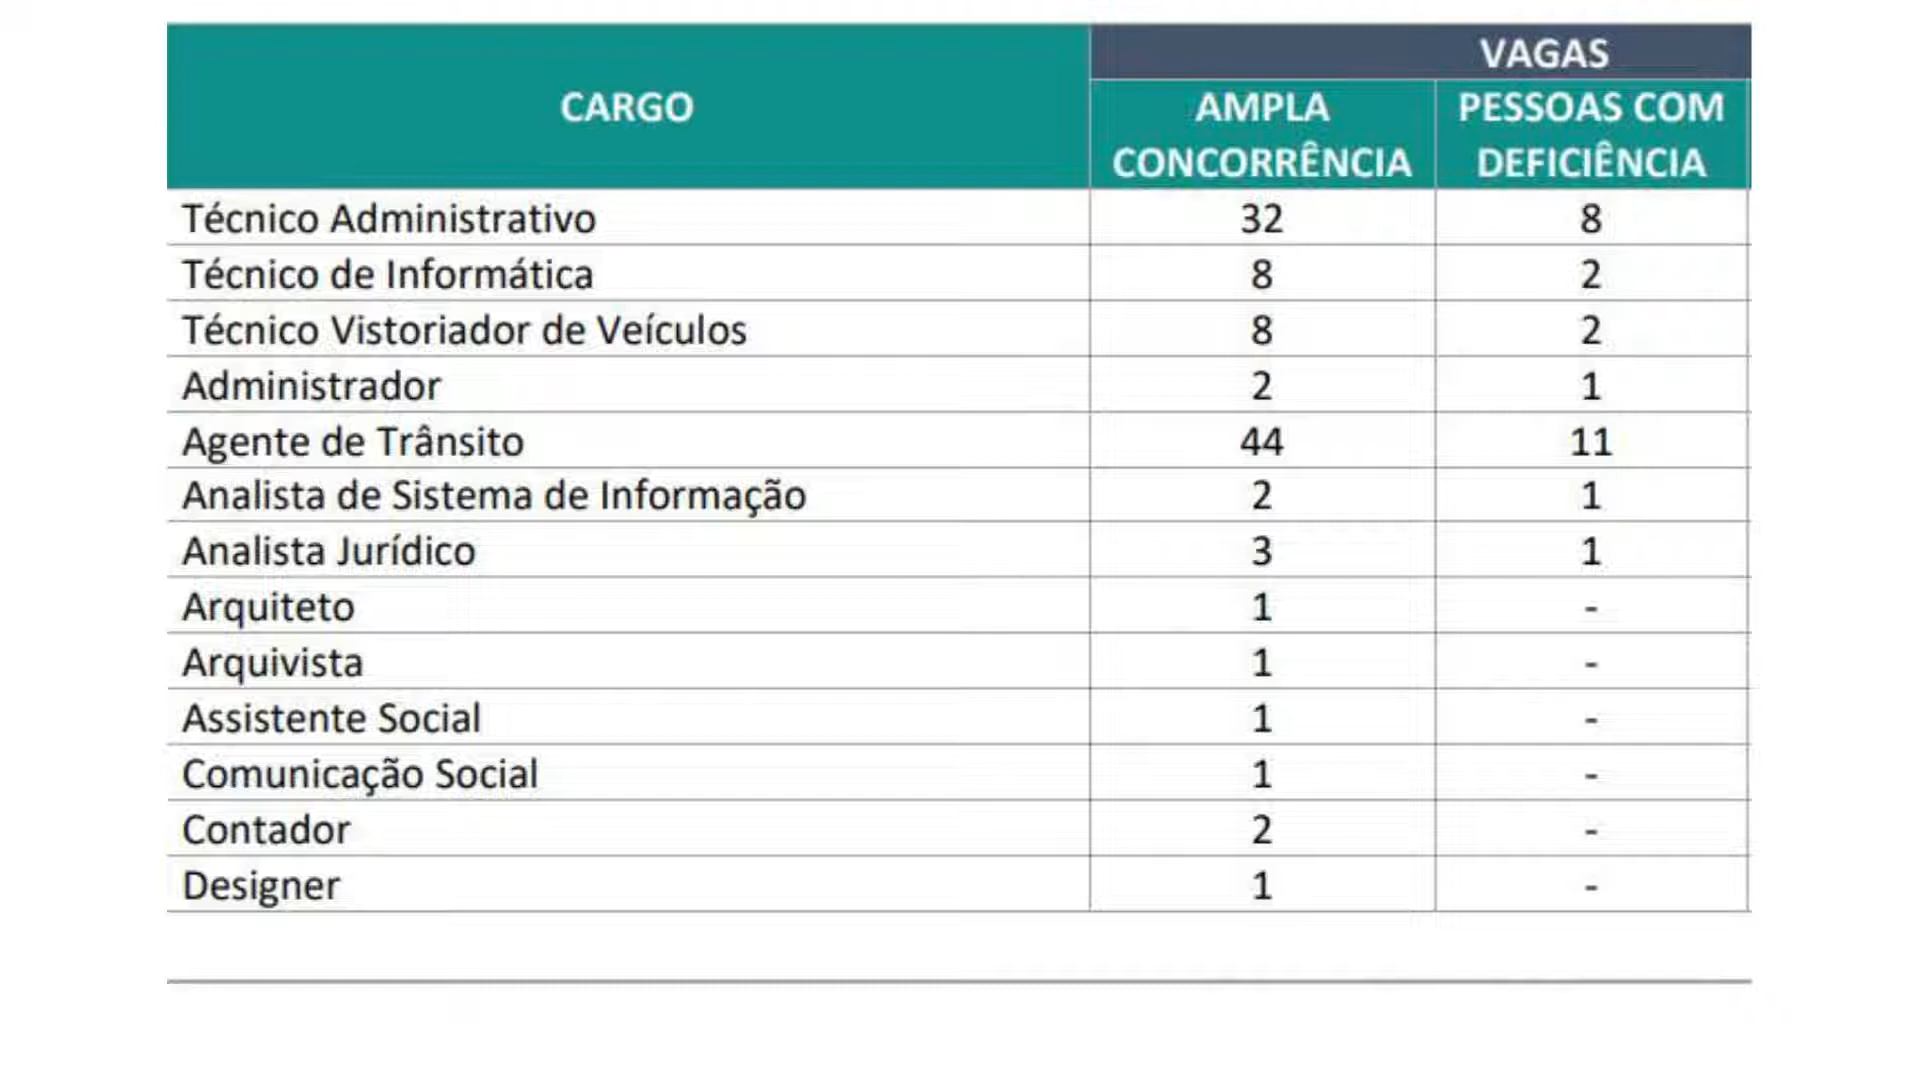 VAGAS
CARGO
AMPLA CONCORRÊNCIA
PESSOAS COM DEFICIÊNCIA
Técnico Administrativo 32 8
Técnico de Informática 8 2
Técnico Vistoriador de Veículos 8 2
Administrador 2 1
Agente de Trânsito 44 11
Analista de Sistema de Informação 2 1
Analista Jurídico 3 1
Arquiteto 1 -
Arquivista 1 -
Assistente Social 1 -
Comunicação Social 1 -
Contador 2 -
Designer 1 -